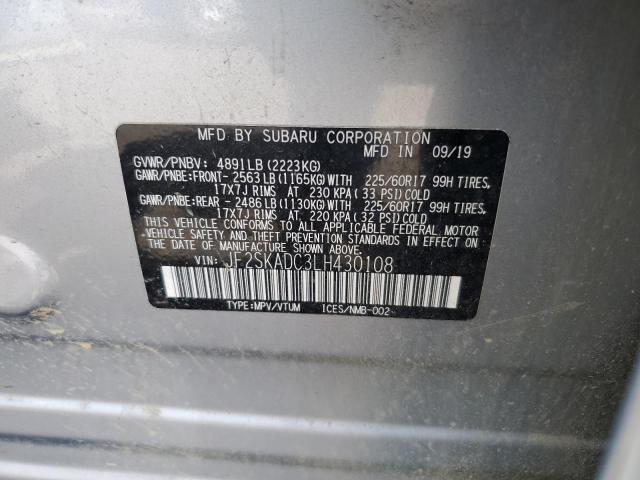 MFD BY SUBARU CORPORATION
MFD IN 09/19
GVWR/PNBV: 4891LB (2223KG)
GAWR/PNBE:FRONT- 2563LB (1165KG)WITH 225/60R17 99H TIRES,
17X7J RIMS AT 230 KPA (33 PSI) COLD
GAWR/PNBE:REAR - 2486LB (1130KG)WITH 225/60R17 99H TIRES,
17X7J RIMS AT 220 KPA (32 PSI)COLD
THIS VEHICLE CONFORMS TO ALL APPLICABLE FEDERAL MOTOR
VEHICLE SAFETY AND THEFT PREVENTION STANDARDS IN EFFECT
ON THE DATE OF MANUFACTURE SHOWN ABOVE.
VIN: JF2SKADC3LH430108
TYPE:MPV/VTUM ICES/NMB-002